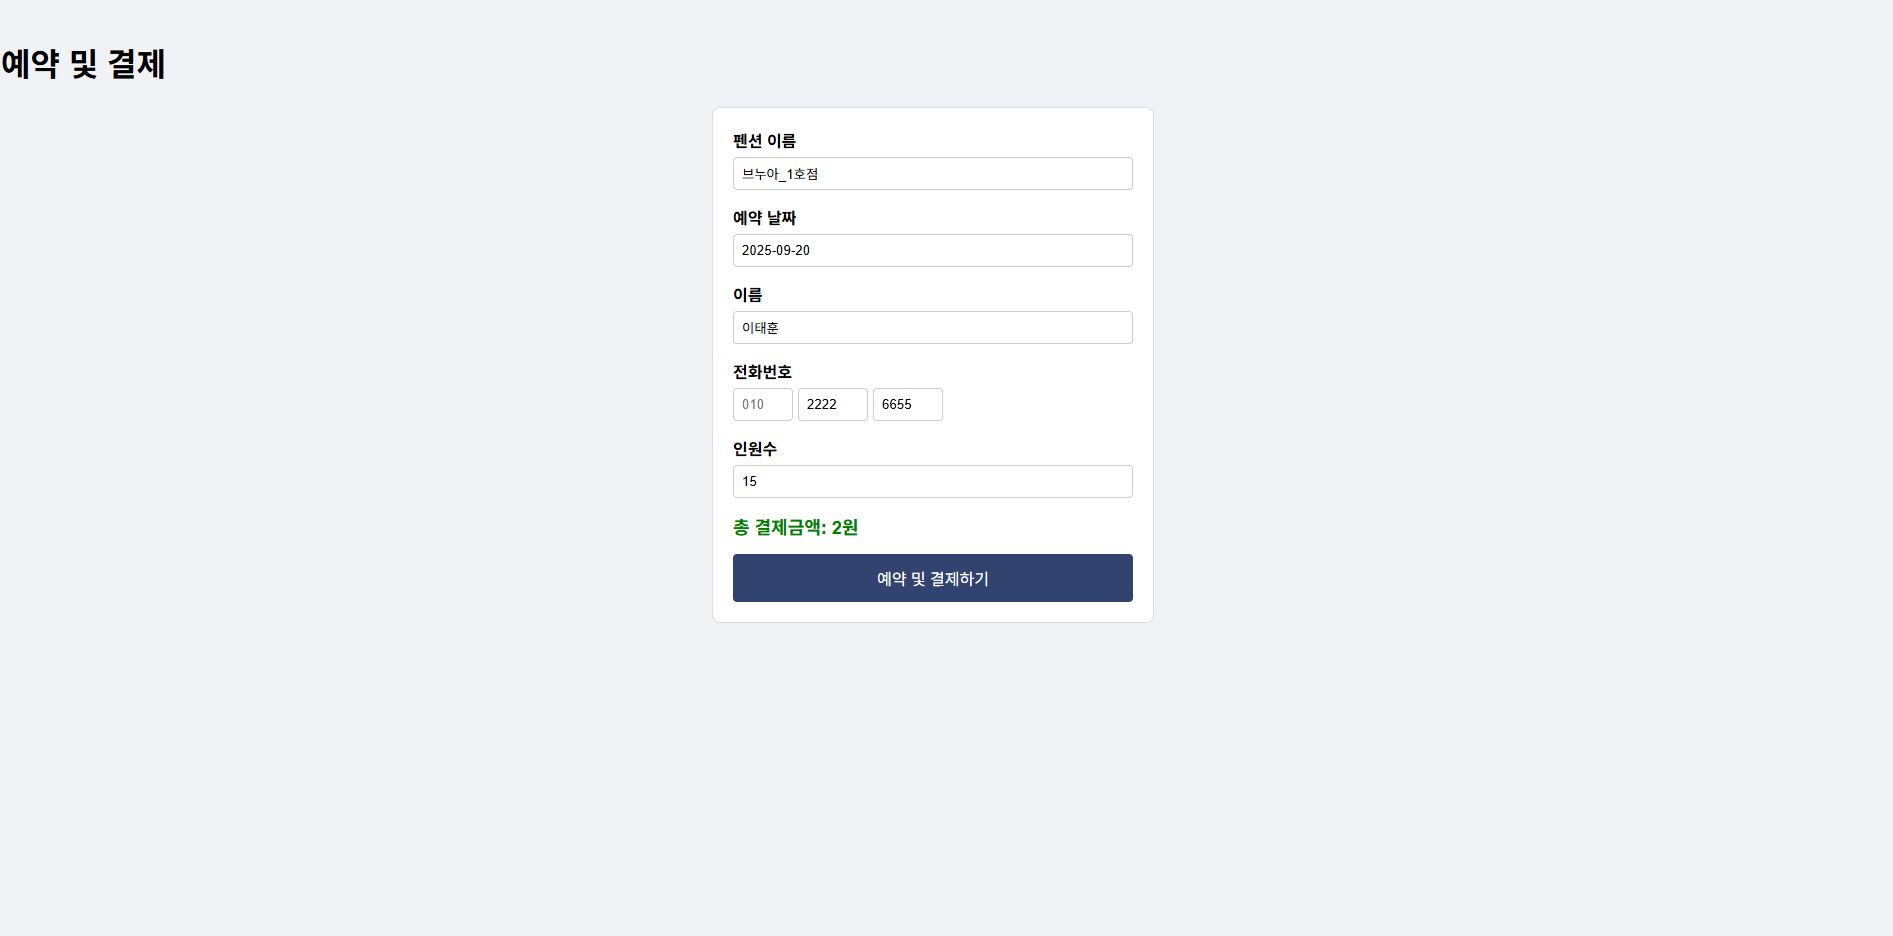 예약 및 결제
펜션 이름
브누아_1호점
예약 날짜
2025-09-20
이름
이태훈
전화번호
010 2222 6655
인원수
15
총 결제금액: 2원
예약 및 결제하기